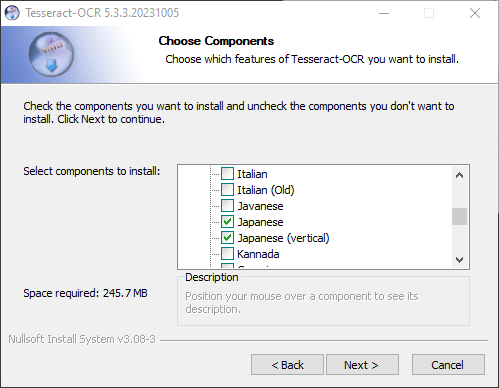 Tesseract-OCR 5.3.3.20231005
Choose Components
Choose which features of Tesseract-OCR you want to install.
Check the components you want to install and uncheck the components you don't want to
install. Click Next to continue.
Select components to install:
Italian
Italian (Old)
Javanese
Japanese
Japanese (vertical)
Kannada
Space required: 245.7 MB
Description
Position your mouse over a component to see its
description.
Nullsoft Install System v3.08-3
< Back
Next >
Cancel